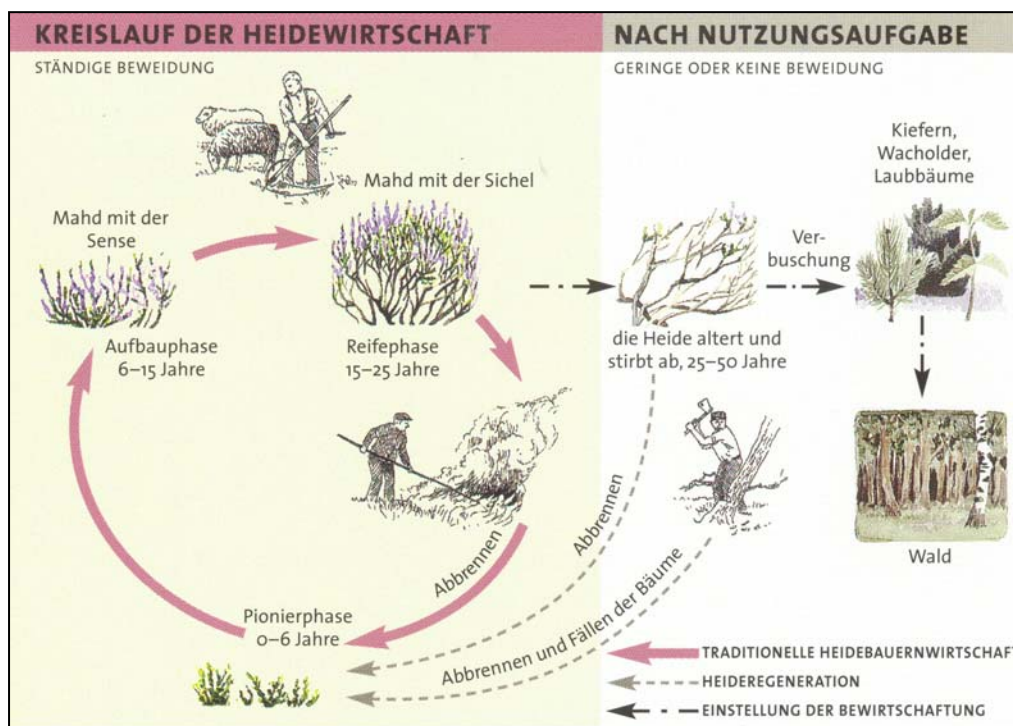 KREISLAUF DER HEIDEWIRTSCHAFT
STÄNDIGE BEWEIDUNG
NACH NUTZUNGSAUFGABE
GERINGE ODER KEINE BEWEIDUNG
Mahd mit der
Sense
Mahd mit der Sichel
Kiefern,
Wacholder,
Laubbäume
Ver-
buschung
Aufbauphase
6–15 Jahre
Reifephase
15–25 Jahre
die Heide altert und
stirbt ab, 25–50 Jahre
Abbrennen
Abbrennen
Abbrennen und Fällen der Bäume
Wald
Pionierphase
0–6 Jahre
TRADITIONELLE HEIDEBAUERNWIRTSCHAFT
HEIDEREGENERATION
EINSTELLUNG DER BEWIRTSCHAFTUNG